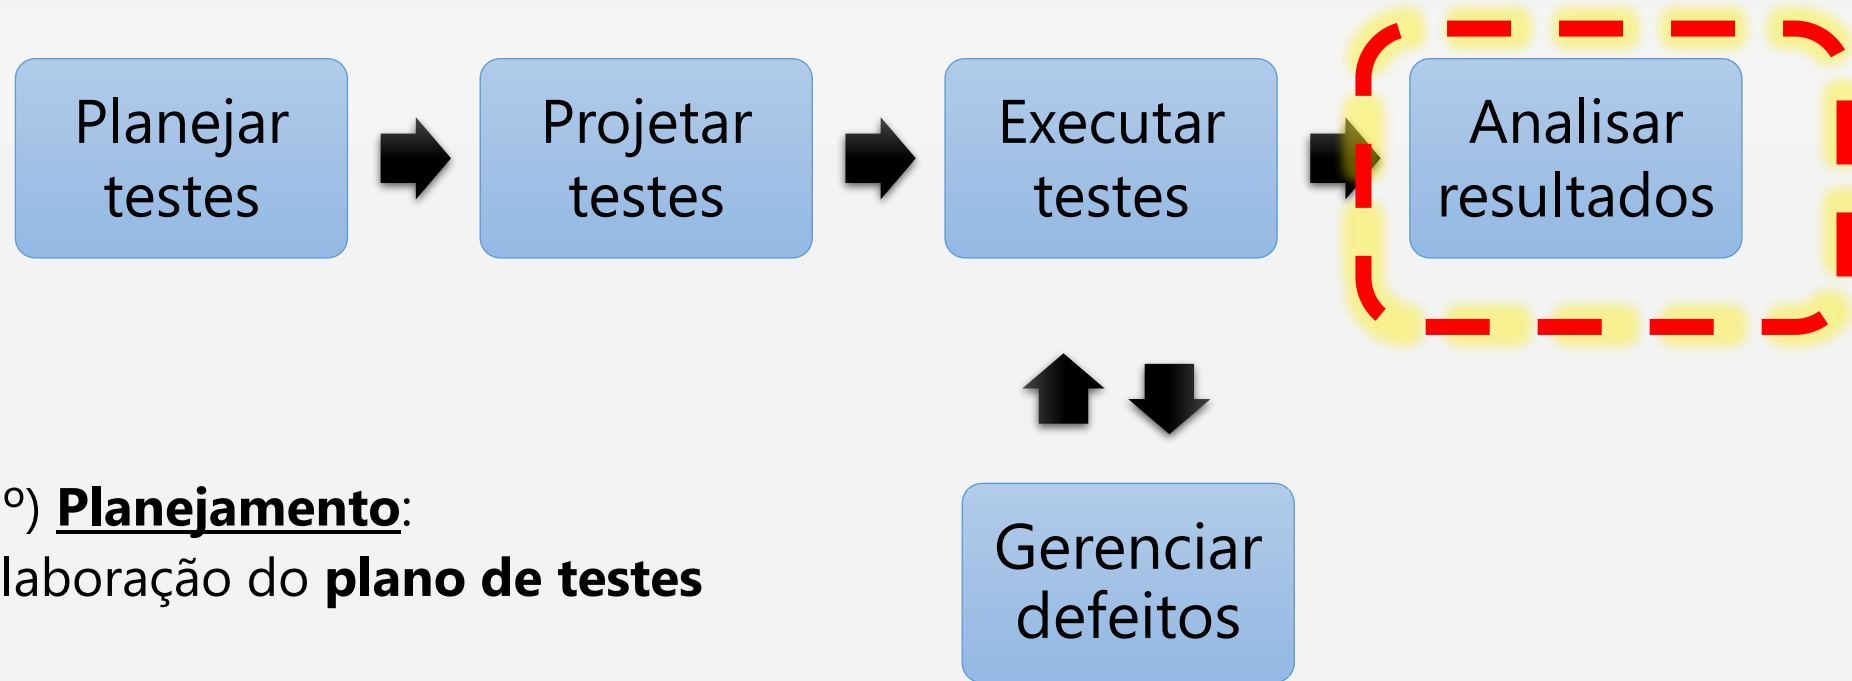 Planejar
testes
Projetar
testes
Executar
testes
Analisar
resultados
º) Planejamento:
laboração do plano de testes
Gerenciar
defeitos